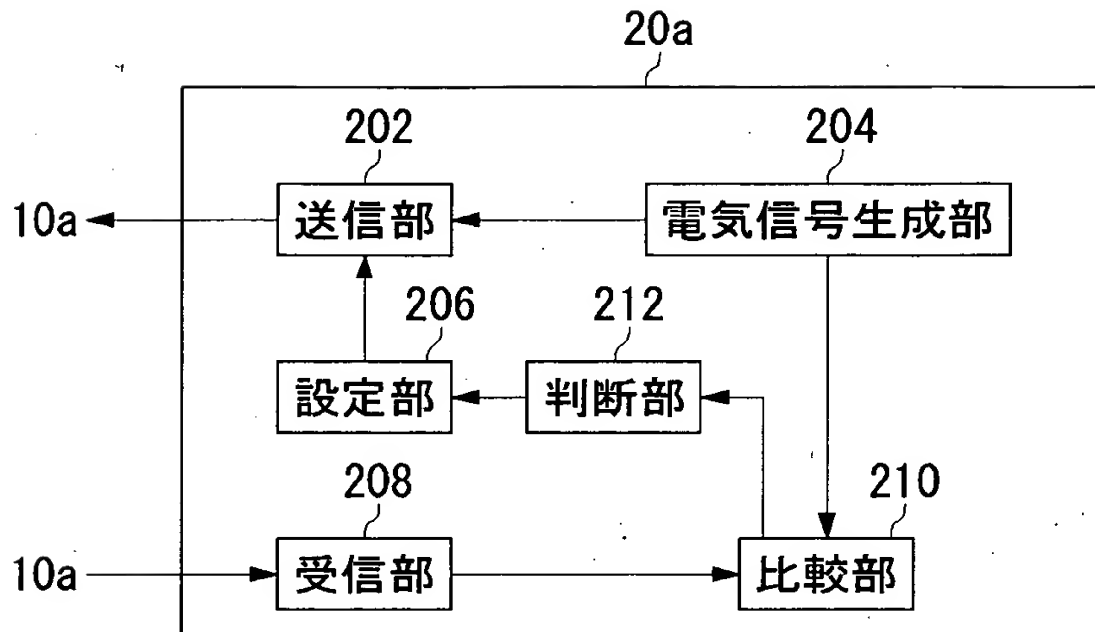 20a
202
204
10a
送信部
電気信号生成部
206
212
設定部
判断部
208
210
10a
受信部
比較部